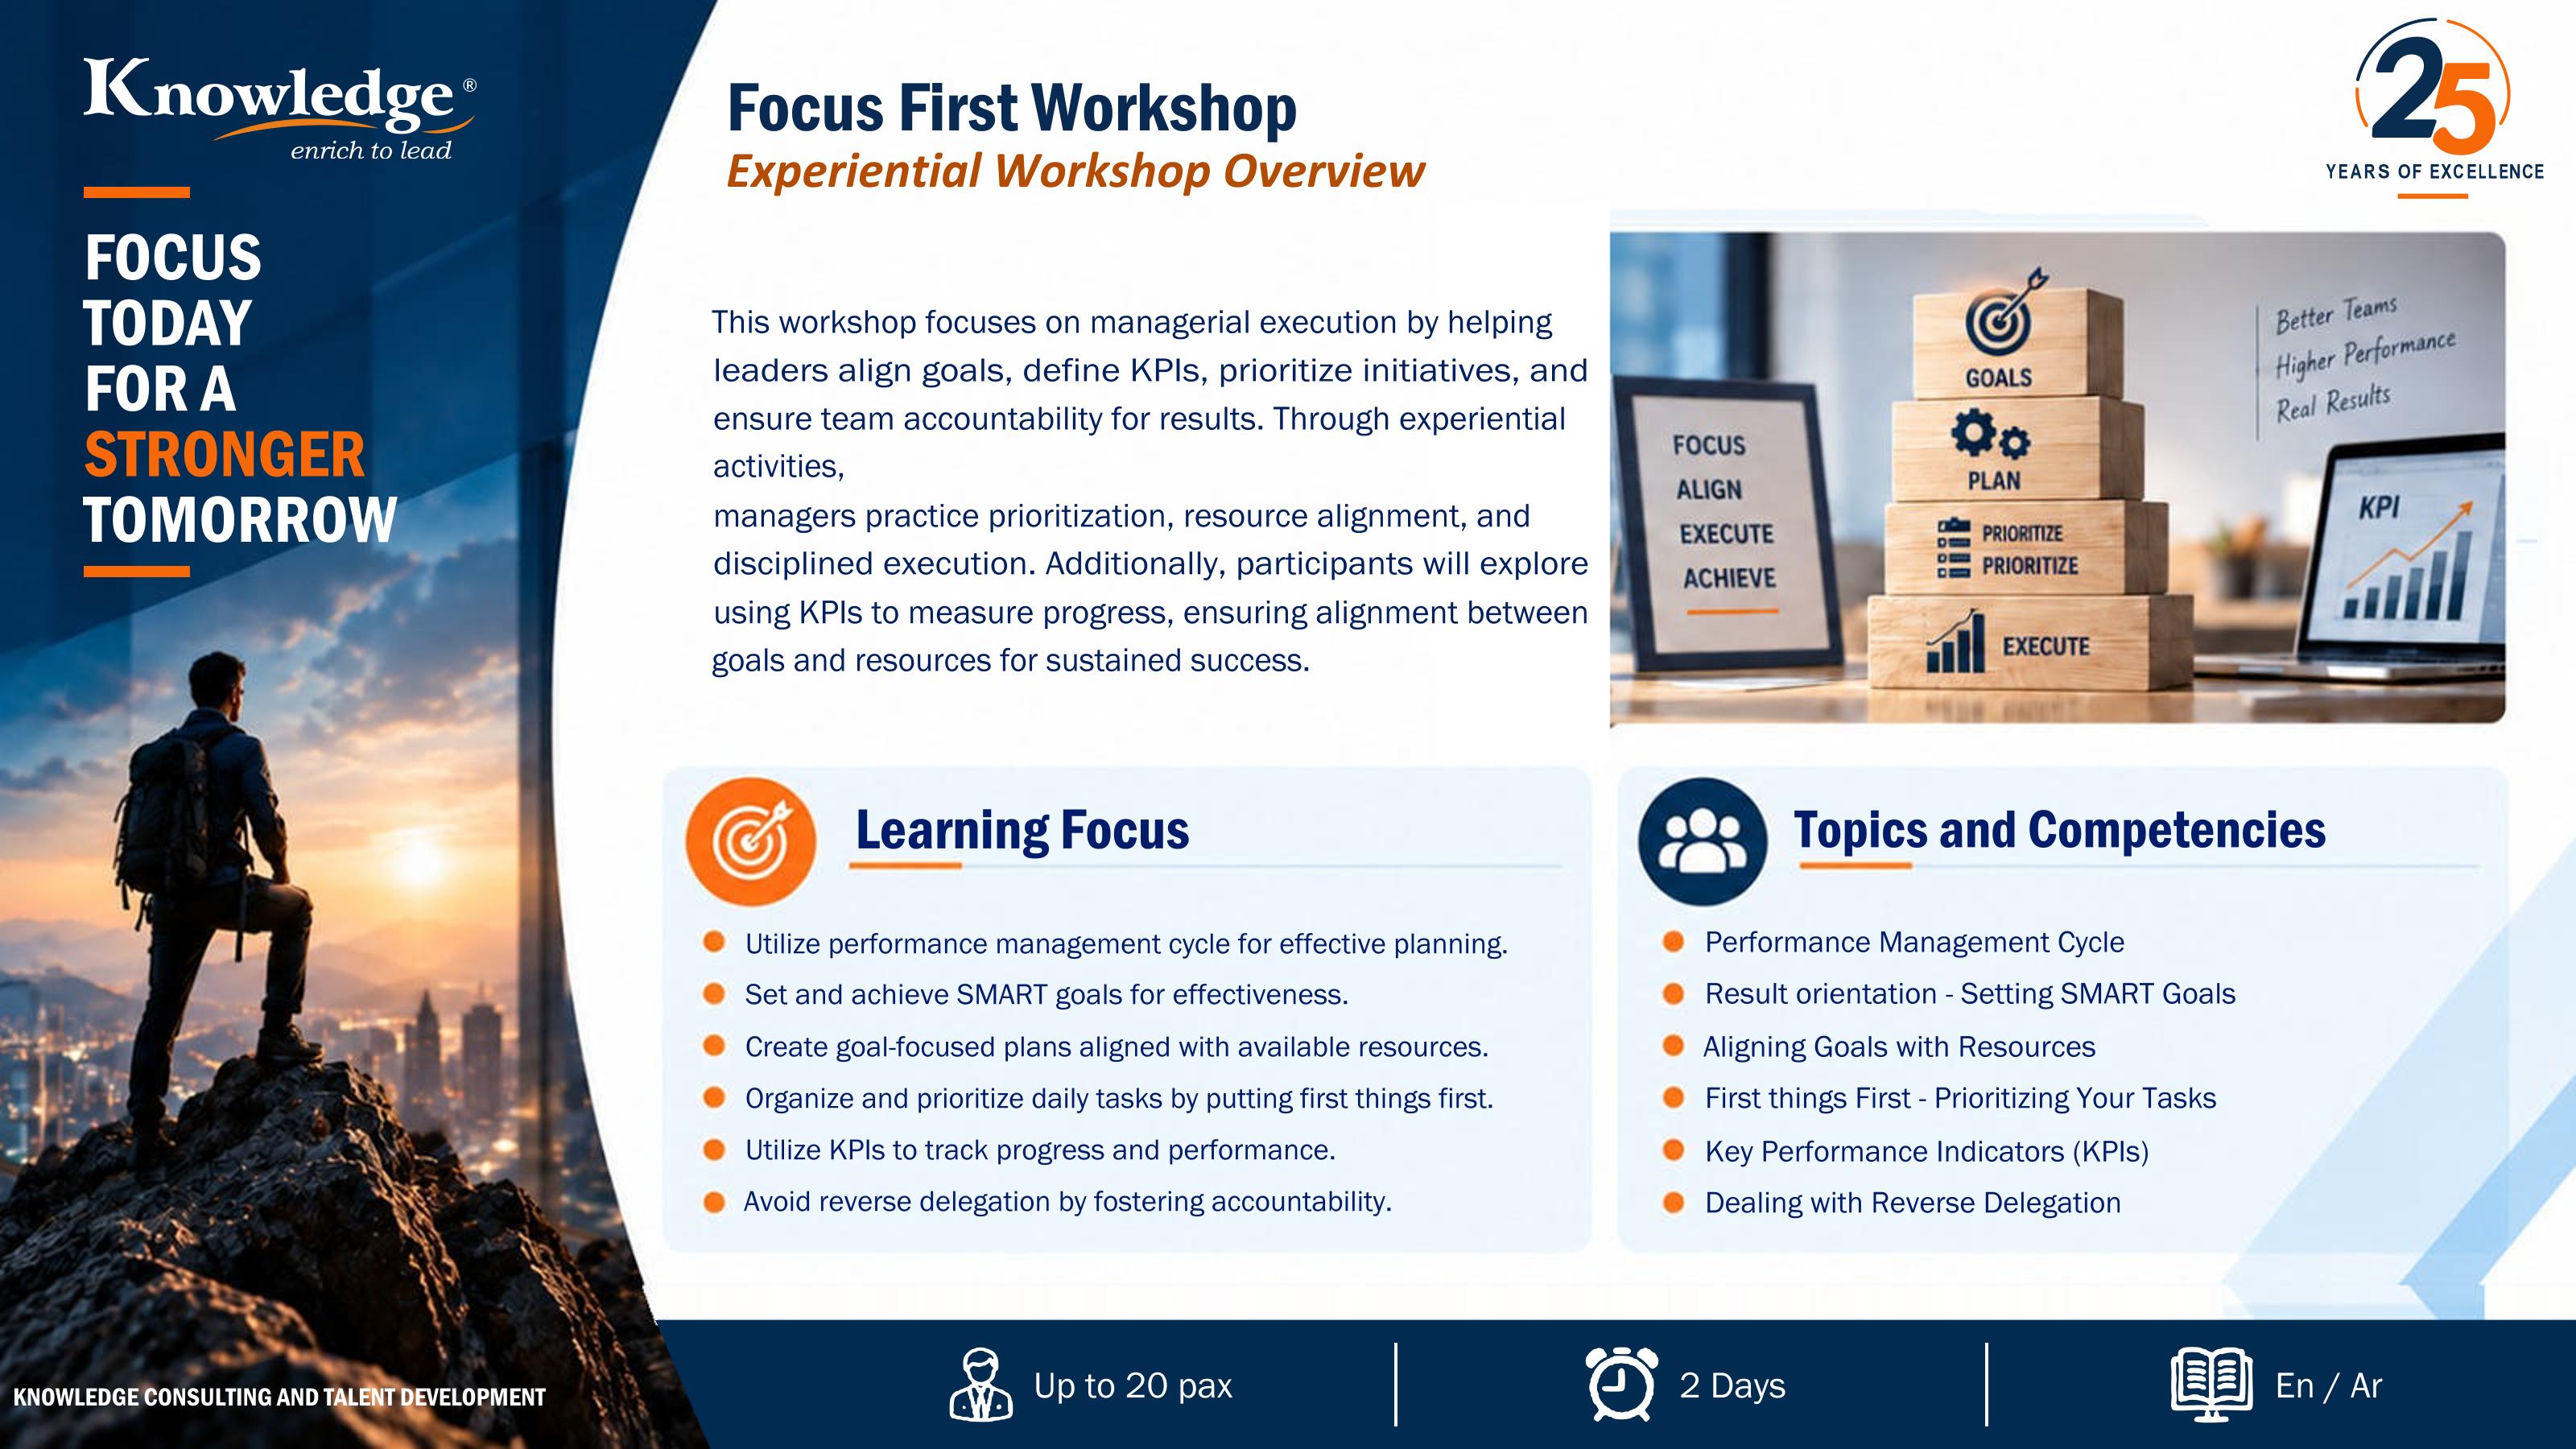 Knowledge®
enrich to lead
FOCUS
TODAY
FOR A
STRONGER
TOMORROW
KNOWLEDGE CONSULTING AND TALENT DEVELOPMENT
Focus First Workshop
Experiential Workshop Overview
25
YEARS OF EXCELLENCE
This workshop focuses on managerial execution by helping
leaders align goals, define KPIs, prioritize initiatives, and
ensure team accountability for results. Through experiential
activities,
managers practice prioritization, resource alignment, and
disciplined execution. Additionally, participants will explore
using KPIs to measure progress, ensuring alignment between
goals and resources for sustained success.
FOCUS
ALIGN
EXECUTE
ACHIEVE
GOALS
PLAN
PRIORITIZE
PRIORITIZE
EXECUTE
Better Teams
Higher Performance
Real Results
KPI
Learning Focus
Utilize performance management cycle for effective planning.
Set and achieve SMART goals for effectiveness.
Create goal-focused plans aligned with available resources.
Organize and prioritize daily tasks by putting first things first.
Utilize KPIs to track progress and performance.
Avoid reverse delegation by fostering accountability.
Topics and Competencies
Performance Management Cycle
Result orientation - Setting SMART Goals
Aligning Goals with Resources
First things First - Prioritizing Your Tasks
Key Performance Indicators (KPIs)
Dealing with Reverse Delegation
Up to 20 pax
2 Days
En / Ar